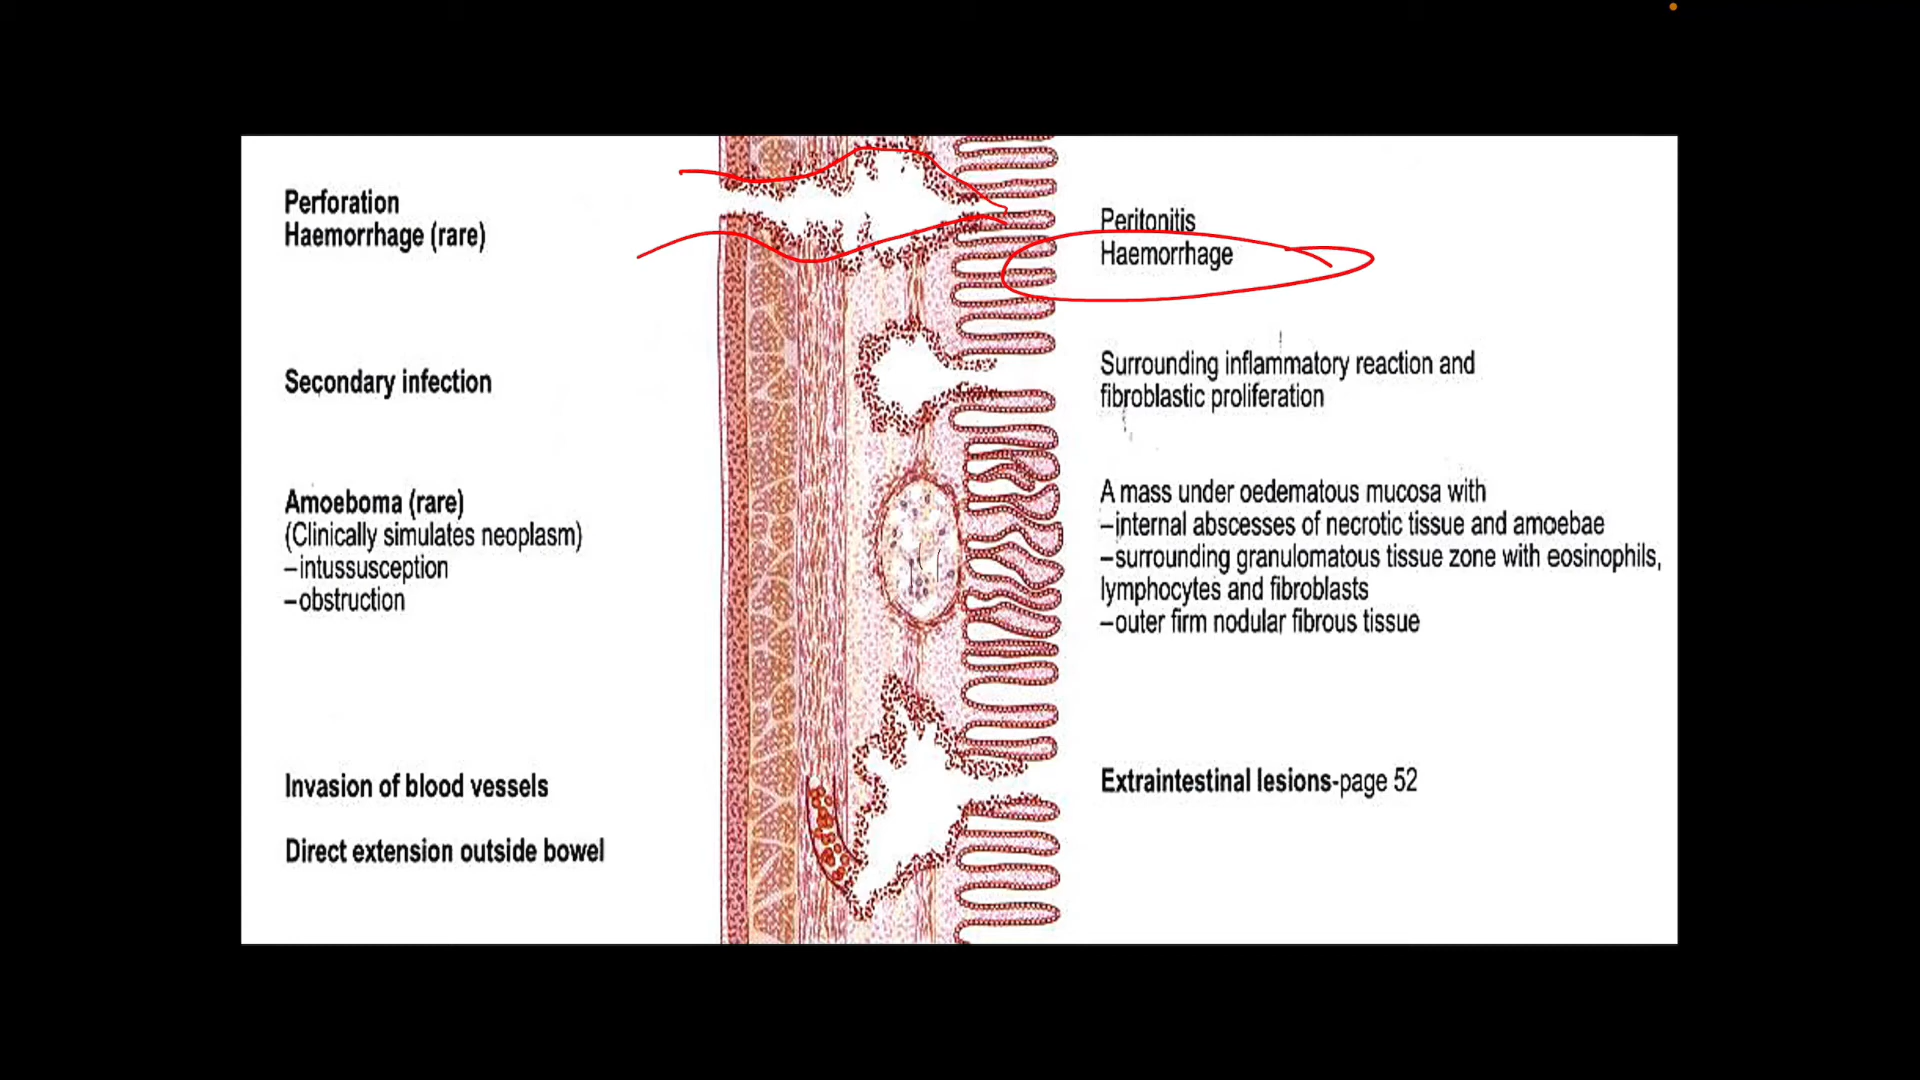 Perforation
Haemorrhage (rare)
Peritonitis
Haemorrhage
Secondary infection
Surrounding inflammatory reaction and
fibroblastic proliferation
Amoeboma (rare)
(Clinically simulates neoplasm)
–intussusception
–obstruction
A mass under oedematous mucosa with
–internal abscesses of necrotic tissue and amoebae
–surrounding granulomatous tissue zone with eosinophils,
lymphocytes and fibroblasts
–outer firm nodular fibrous tissue
Invasion of blood vessels
Direct extension outside bowel
Extraintestinal lesions-page 52